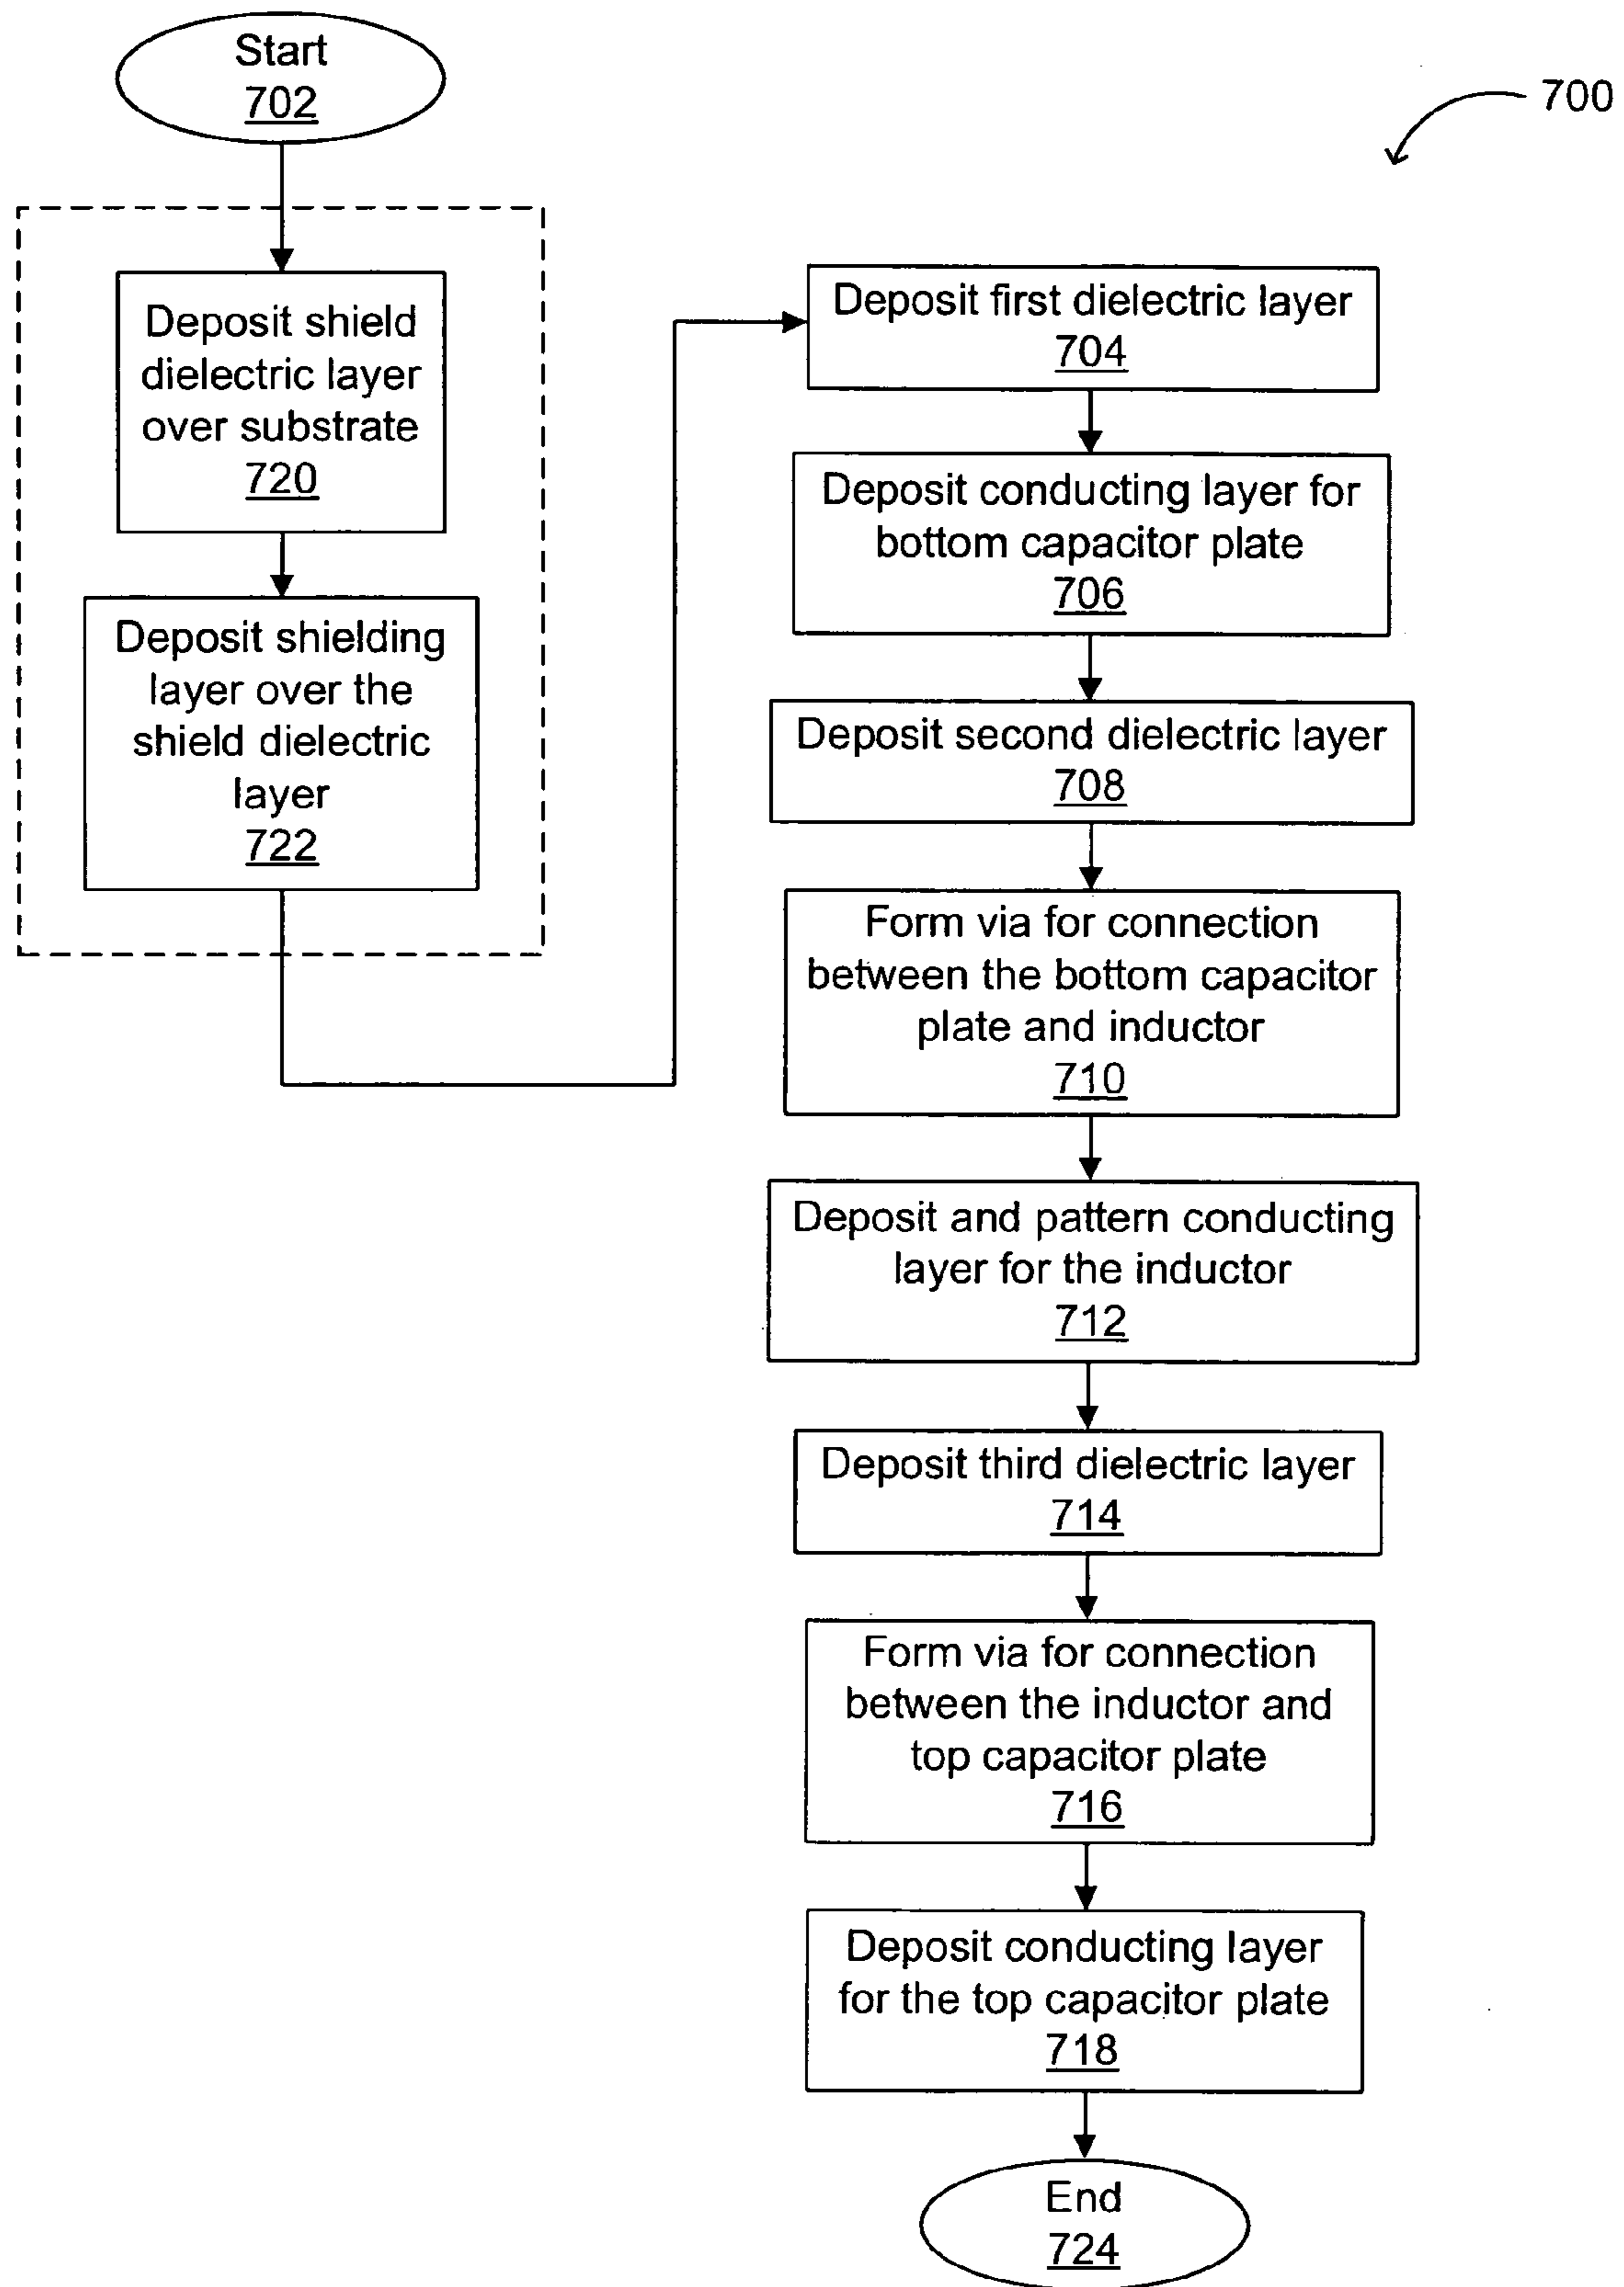 Start
702
700
Deposit shield
dielectric layer
over substrate
720
Deposit shielding
layer over the
shield dielectric
layer
722
Deposit first dielectric layer
704
Deposit conducting layer for
bottom capacitor plate
706
Deposit second dielectric layer
708
Form via for connection
between the bottom capacitor
plate and inductor
710
Deposit and pattern conducting
layer for the inductor
712
Deposit third dielectric layer
714
Form via for connection
between the inductor and
top capacitor plate
716
Deposit conducting layer
for the top capacitor plate
718
End
724